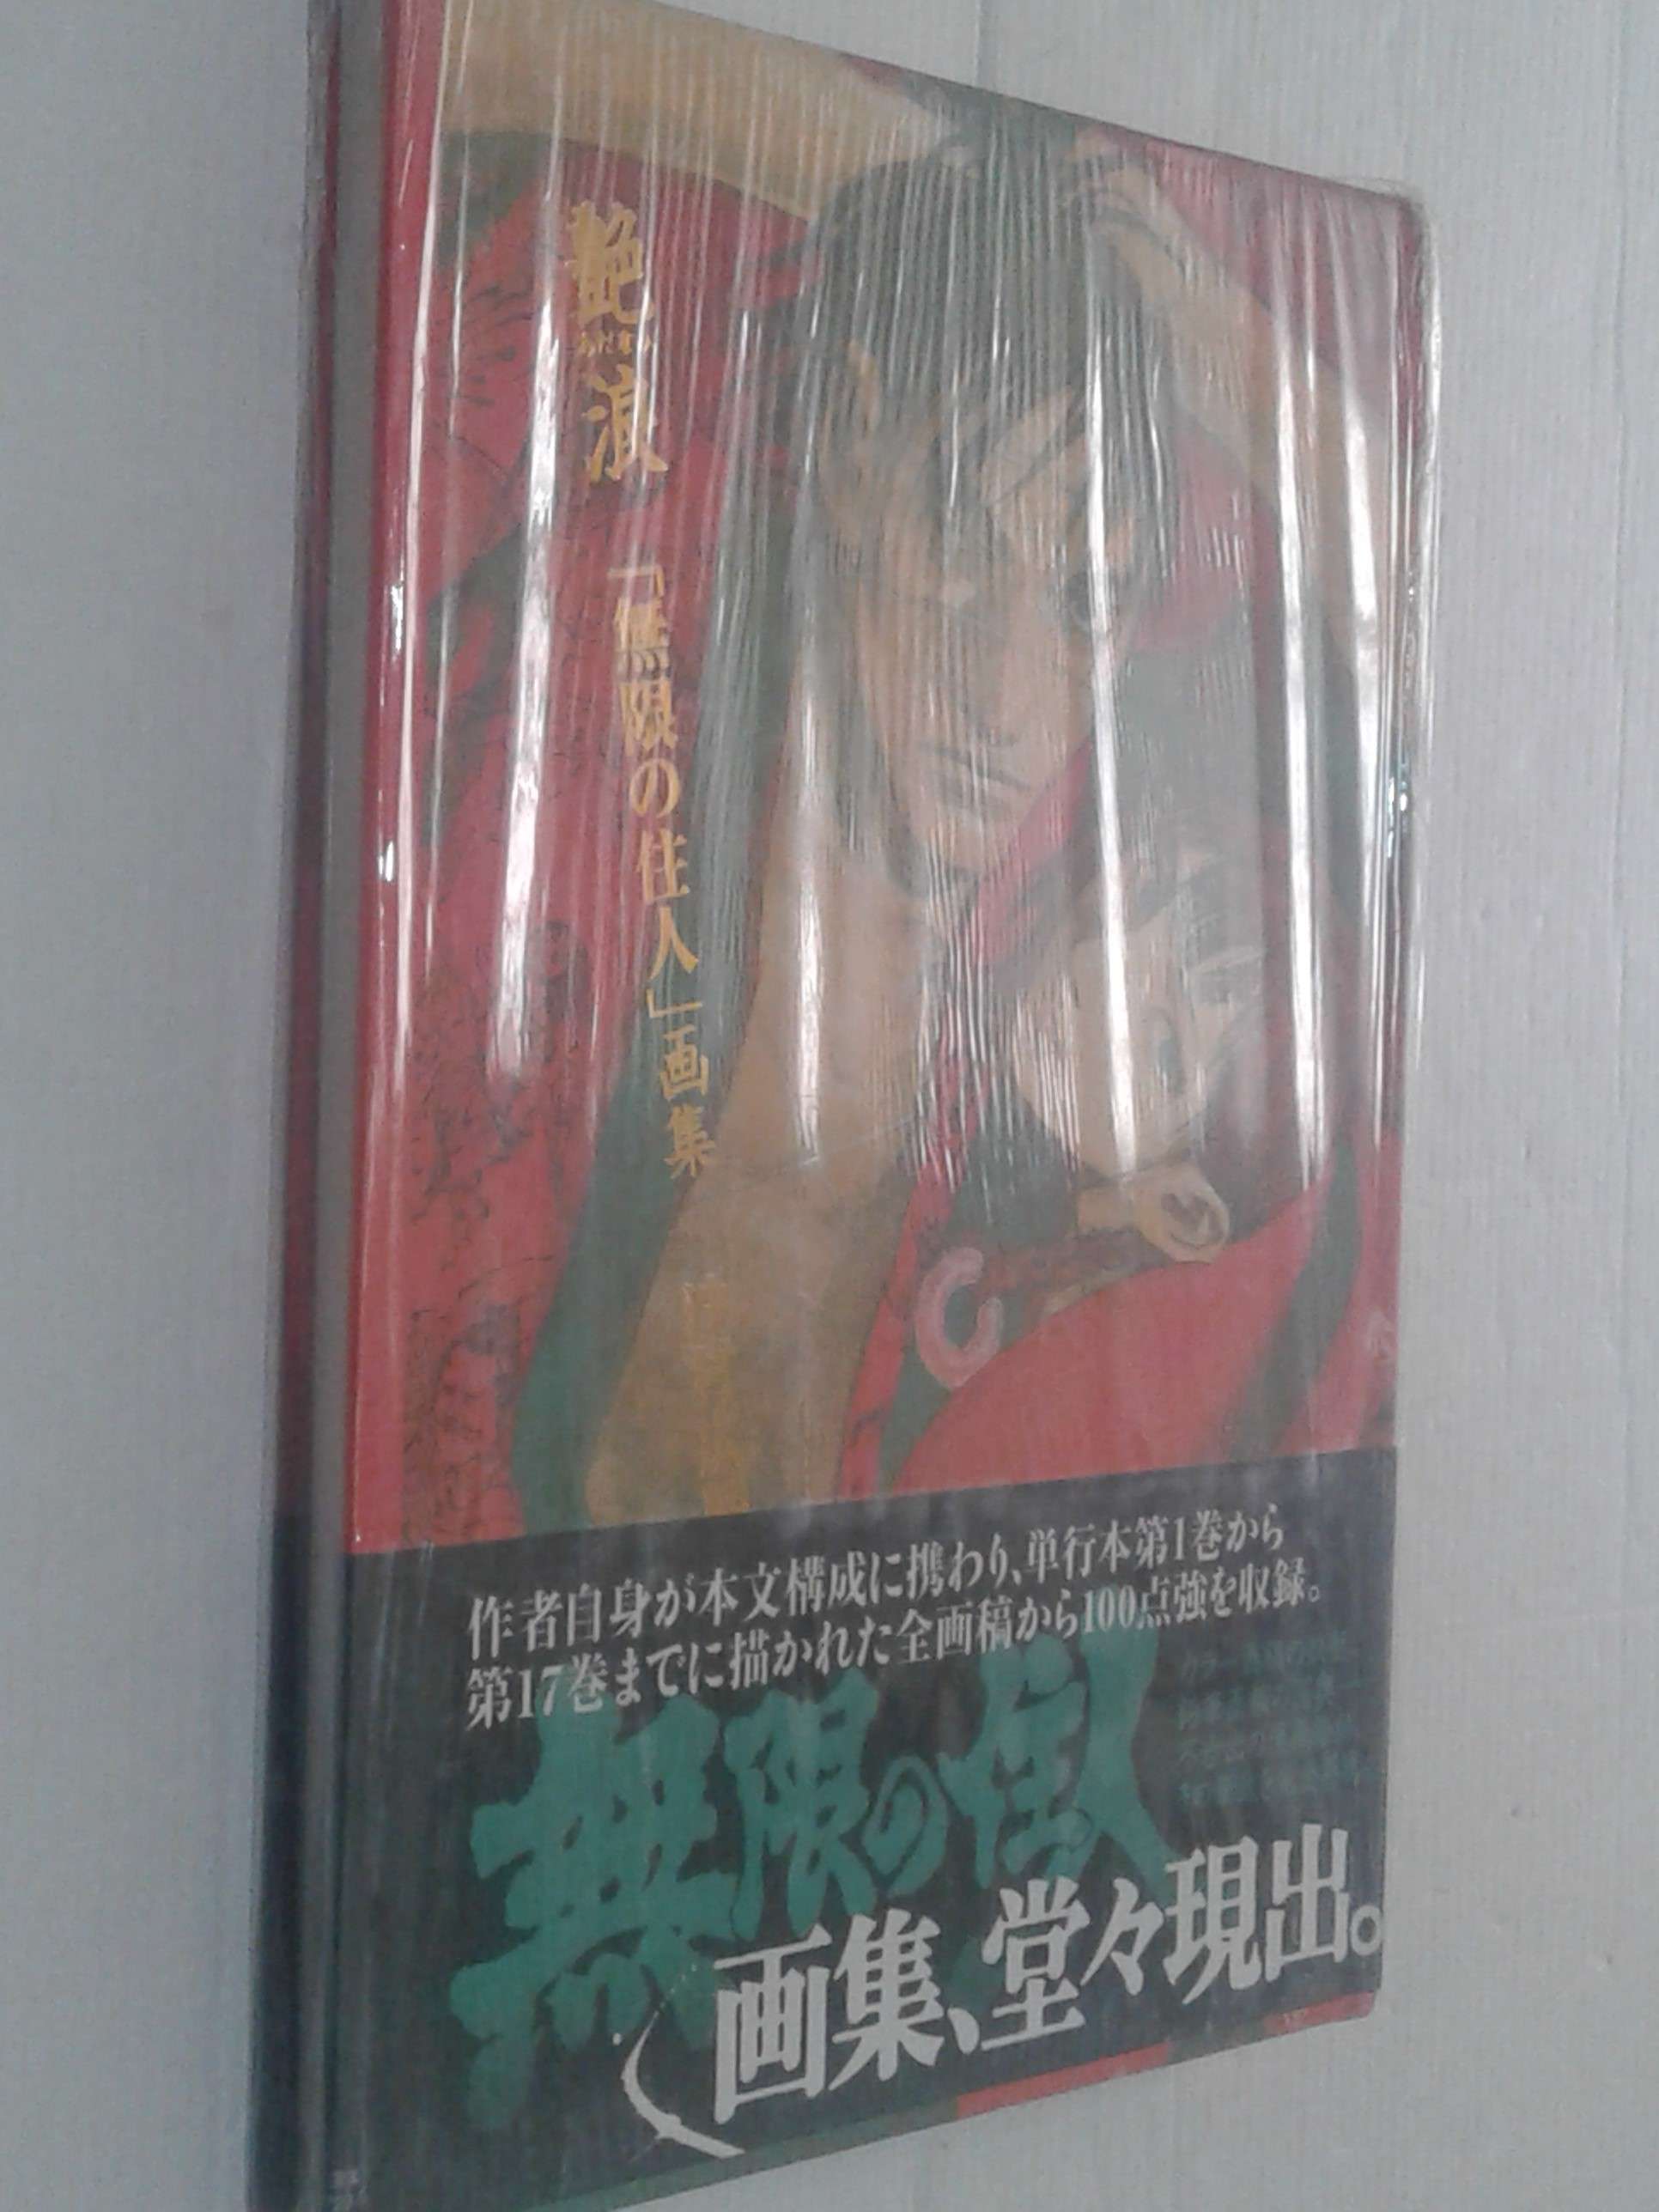 艶浪
「無限の住人」画集
作者自身が本文構成に携わり、単行本第1巻から
第17巻までに描かれた全画稿から100点強を収録。
無限の住人
画集、堂々現出。